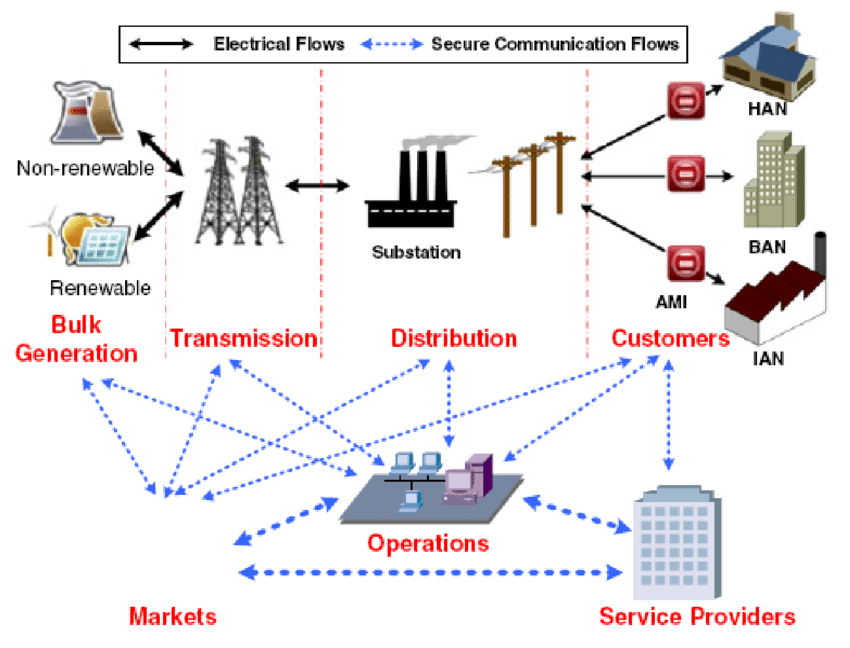 Electrical Flows
Secure Communication Flows
HAN
Non-renewable
BAN
Substation
Renewable
AMI
IAN
Bulk
Generation
Transmission
Distribution
Customers
Operations
Markets
Service Providers